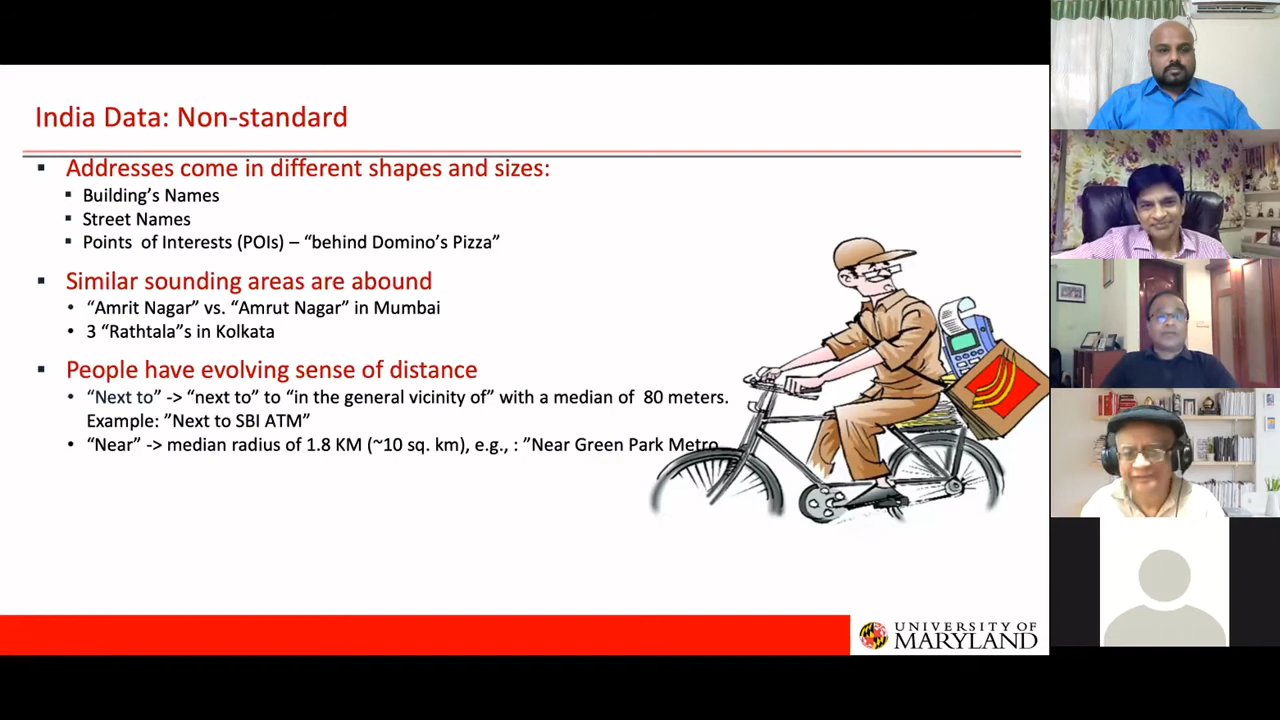 India Data: Non-standard
▪ Addresses come in different shapes and sizes:
▪ Building’s Names
▪ Street Names
▪ Points of Interests (POIs) – “behind Domino’s Pizza”
▪ Similar sounding areas are abound
• “Amrit Nagar” vs. “Amrut Nagar” in Mumbai
• 3 “Rathtala”s in Kolkata
▪ People have evolving sense of distance
• “Next to” -> “next to” to “in the general vicinity of” with a median of 80 meters.
Example: ”Next to SBI ATM”
• “Near” -> median radius of 1.8 KM (~10 sq. km), e.g., : ”Near Green Park Metro
UNIVERSITY OF
MARYLAND